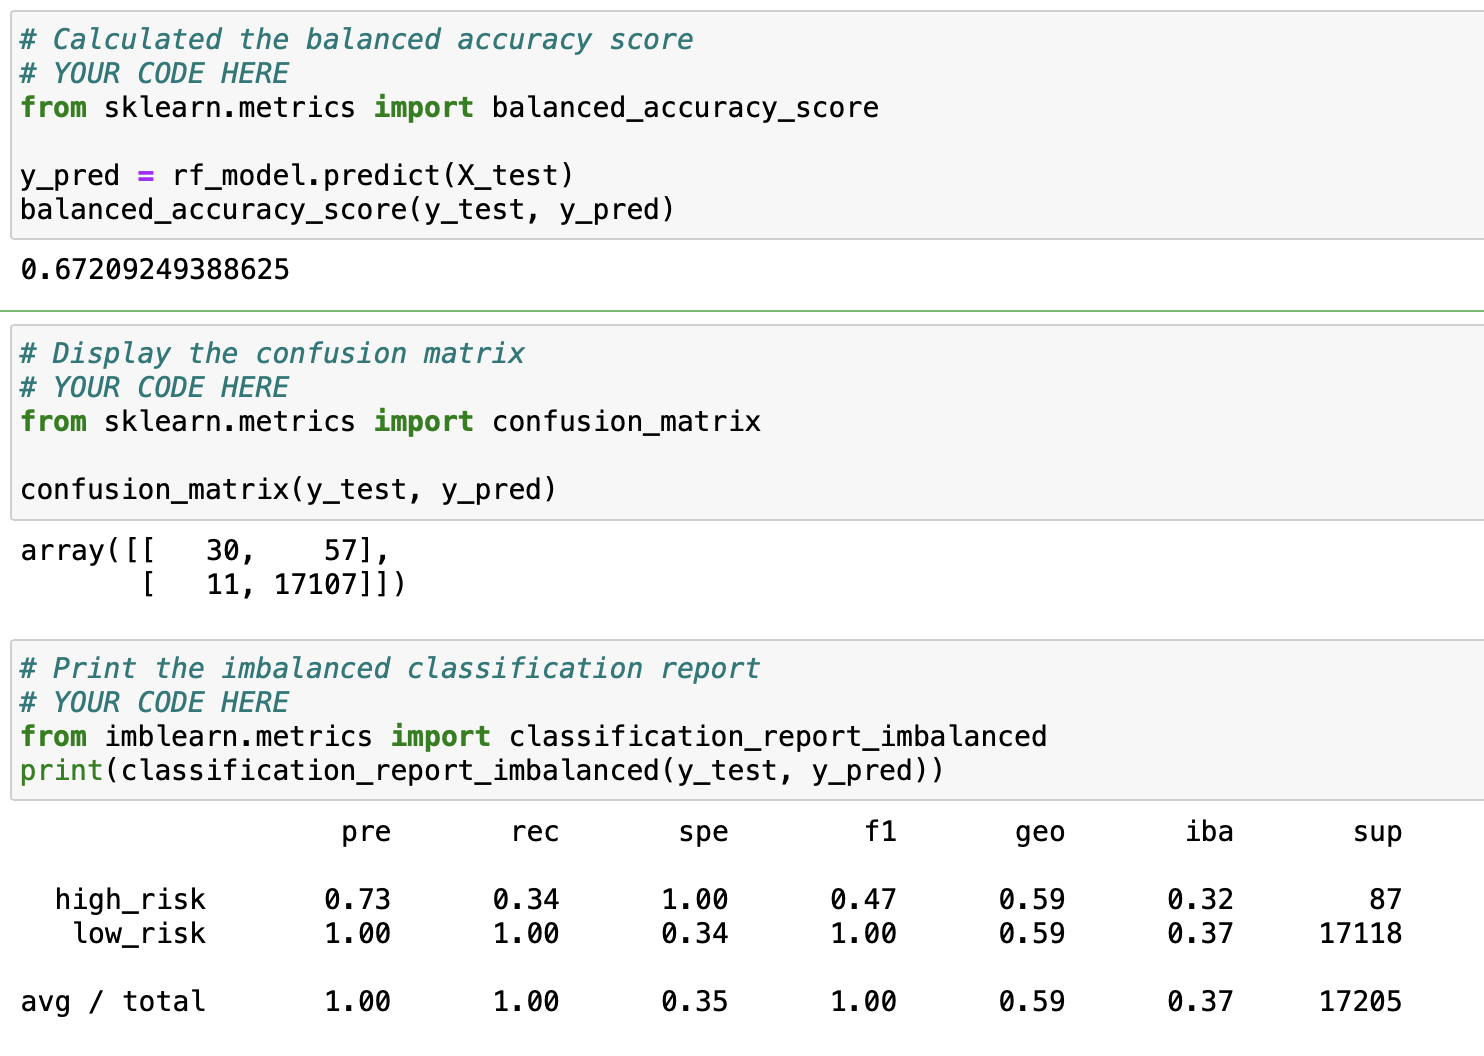 # Calculated the balanced accuracy score
# YOUR CODE HERE
from sklearn.metrics import balanced_accuracy_score
y_pred = rf_model.predict(X_test)
balanced_accuracy_score(y_test, y_pred)
0.67209249388625
# Display the confusion matrix
# YOUR CODE HERE
from sklearn.metrics import confusion_matrix
confusion_matrix(y_test, y_pred)
array([[   30,    57],
       [   11, 17107]])
# Print the imbalanced classification report
# YOUR CODE HERE
from imblearn.metrics import classification_report_imbalanced
print(classification_report_imbalanced(y_test, y_pred))
                   pre       rec       spe        f1       geo       iba       sup
  high_risk       0.73      0.34      1.00      0.47      0.59      0.32        87
   low_risk       1.00      1.00      0.34      1.00      0.59      0.37     17118
avg / total       1.00      1.00      0.35      1.00      0.59      0.37     17205